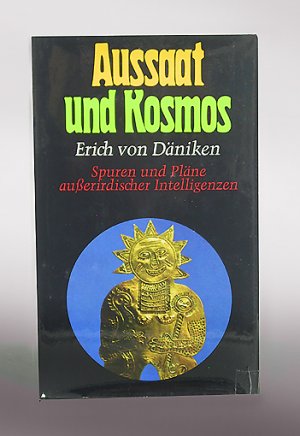 Aussaat
und Kosmos
Erich von Däniken
Spuren und Pläne
außerirdischer Intelligenzen